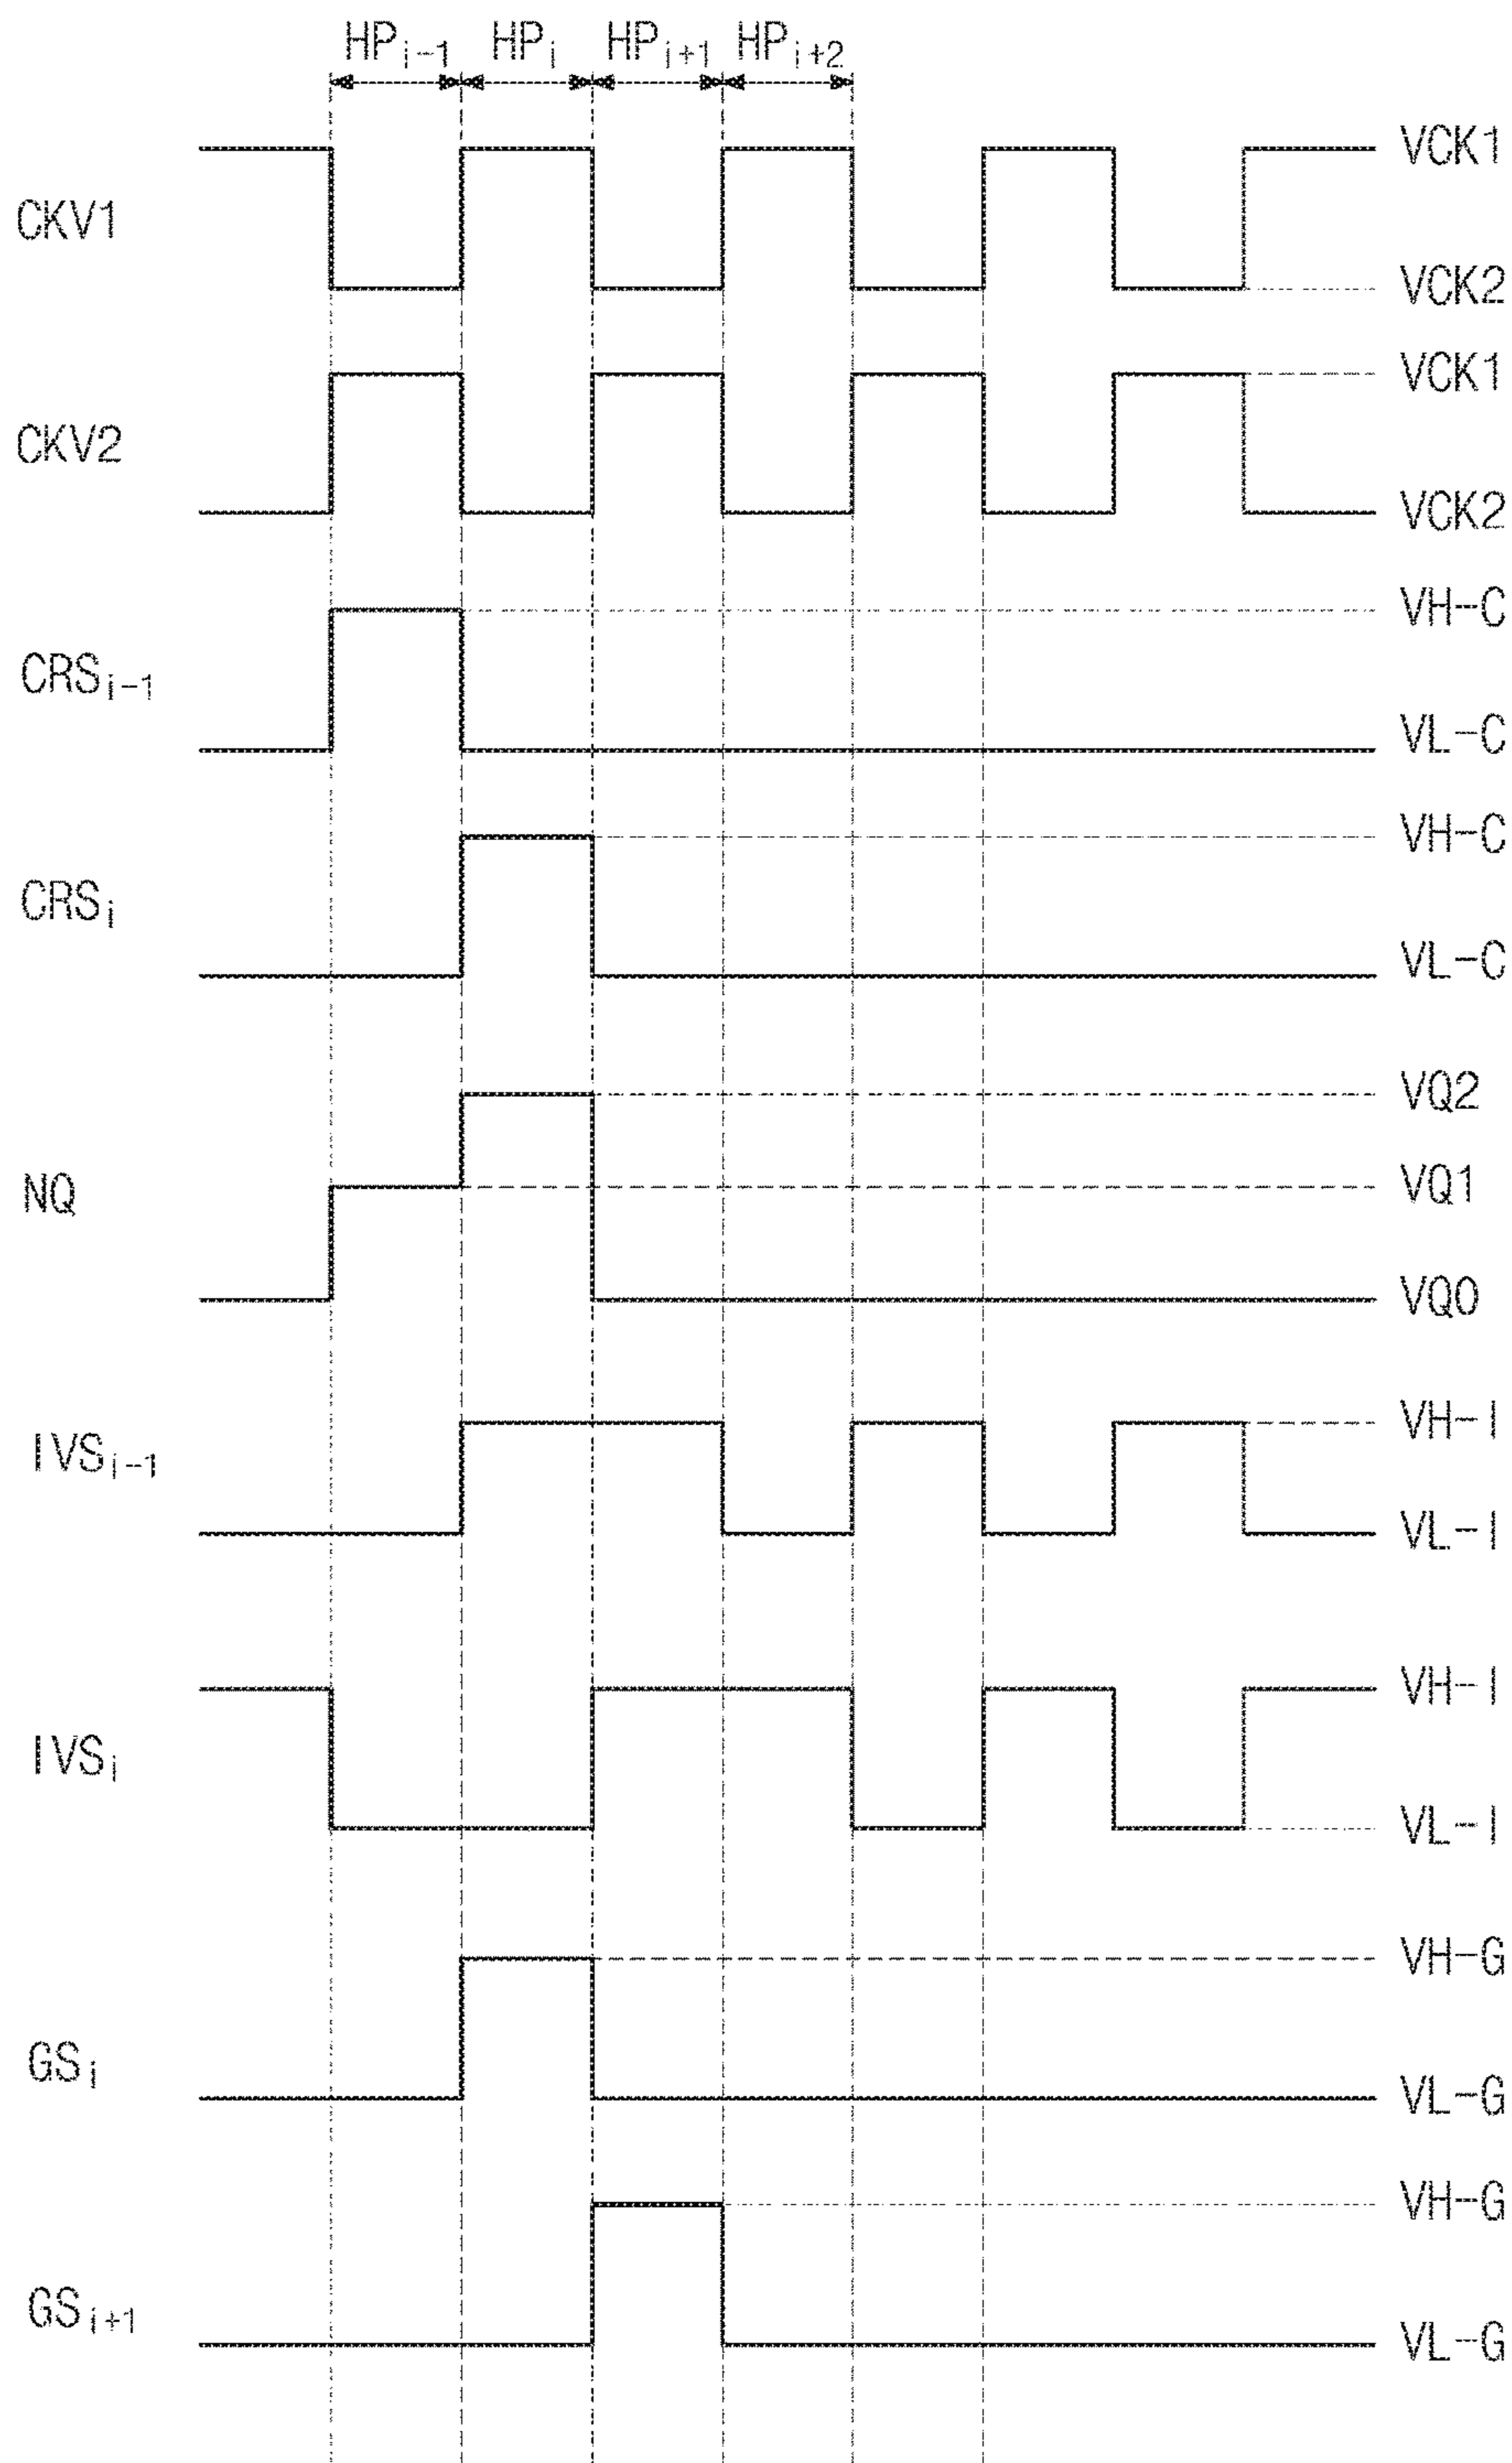 HPi-1 HPi HPi+1 HPi+2
VCK1
CKV1
VCK2
VCK1
CKV2
VCK2
VH-C
CRSi-1
VL-C
VH-C
CRSi
VL-C
VQ2
NQ
VQ1
VQ0
VH-I
IVSi-1
VL-I
VH-I
IVSi
VL-I
VH-G
GSi
VL-G
VH-G
GSi+1
VL-G